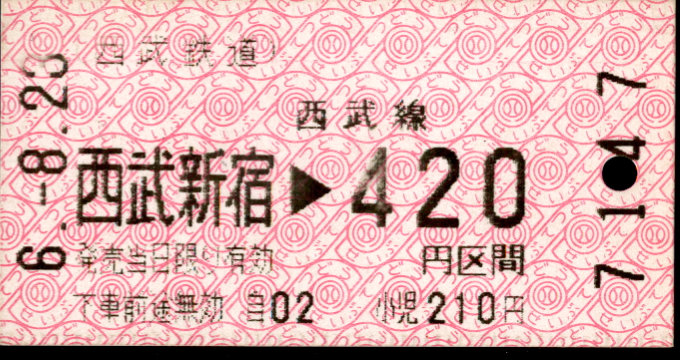 西武鉄道
西武線
西武新宿▶420
円区間
発売当日限り有効
下車前途無効 自02 小児210円
6.-8.23
7147